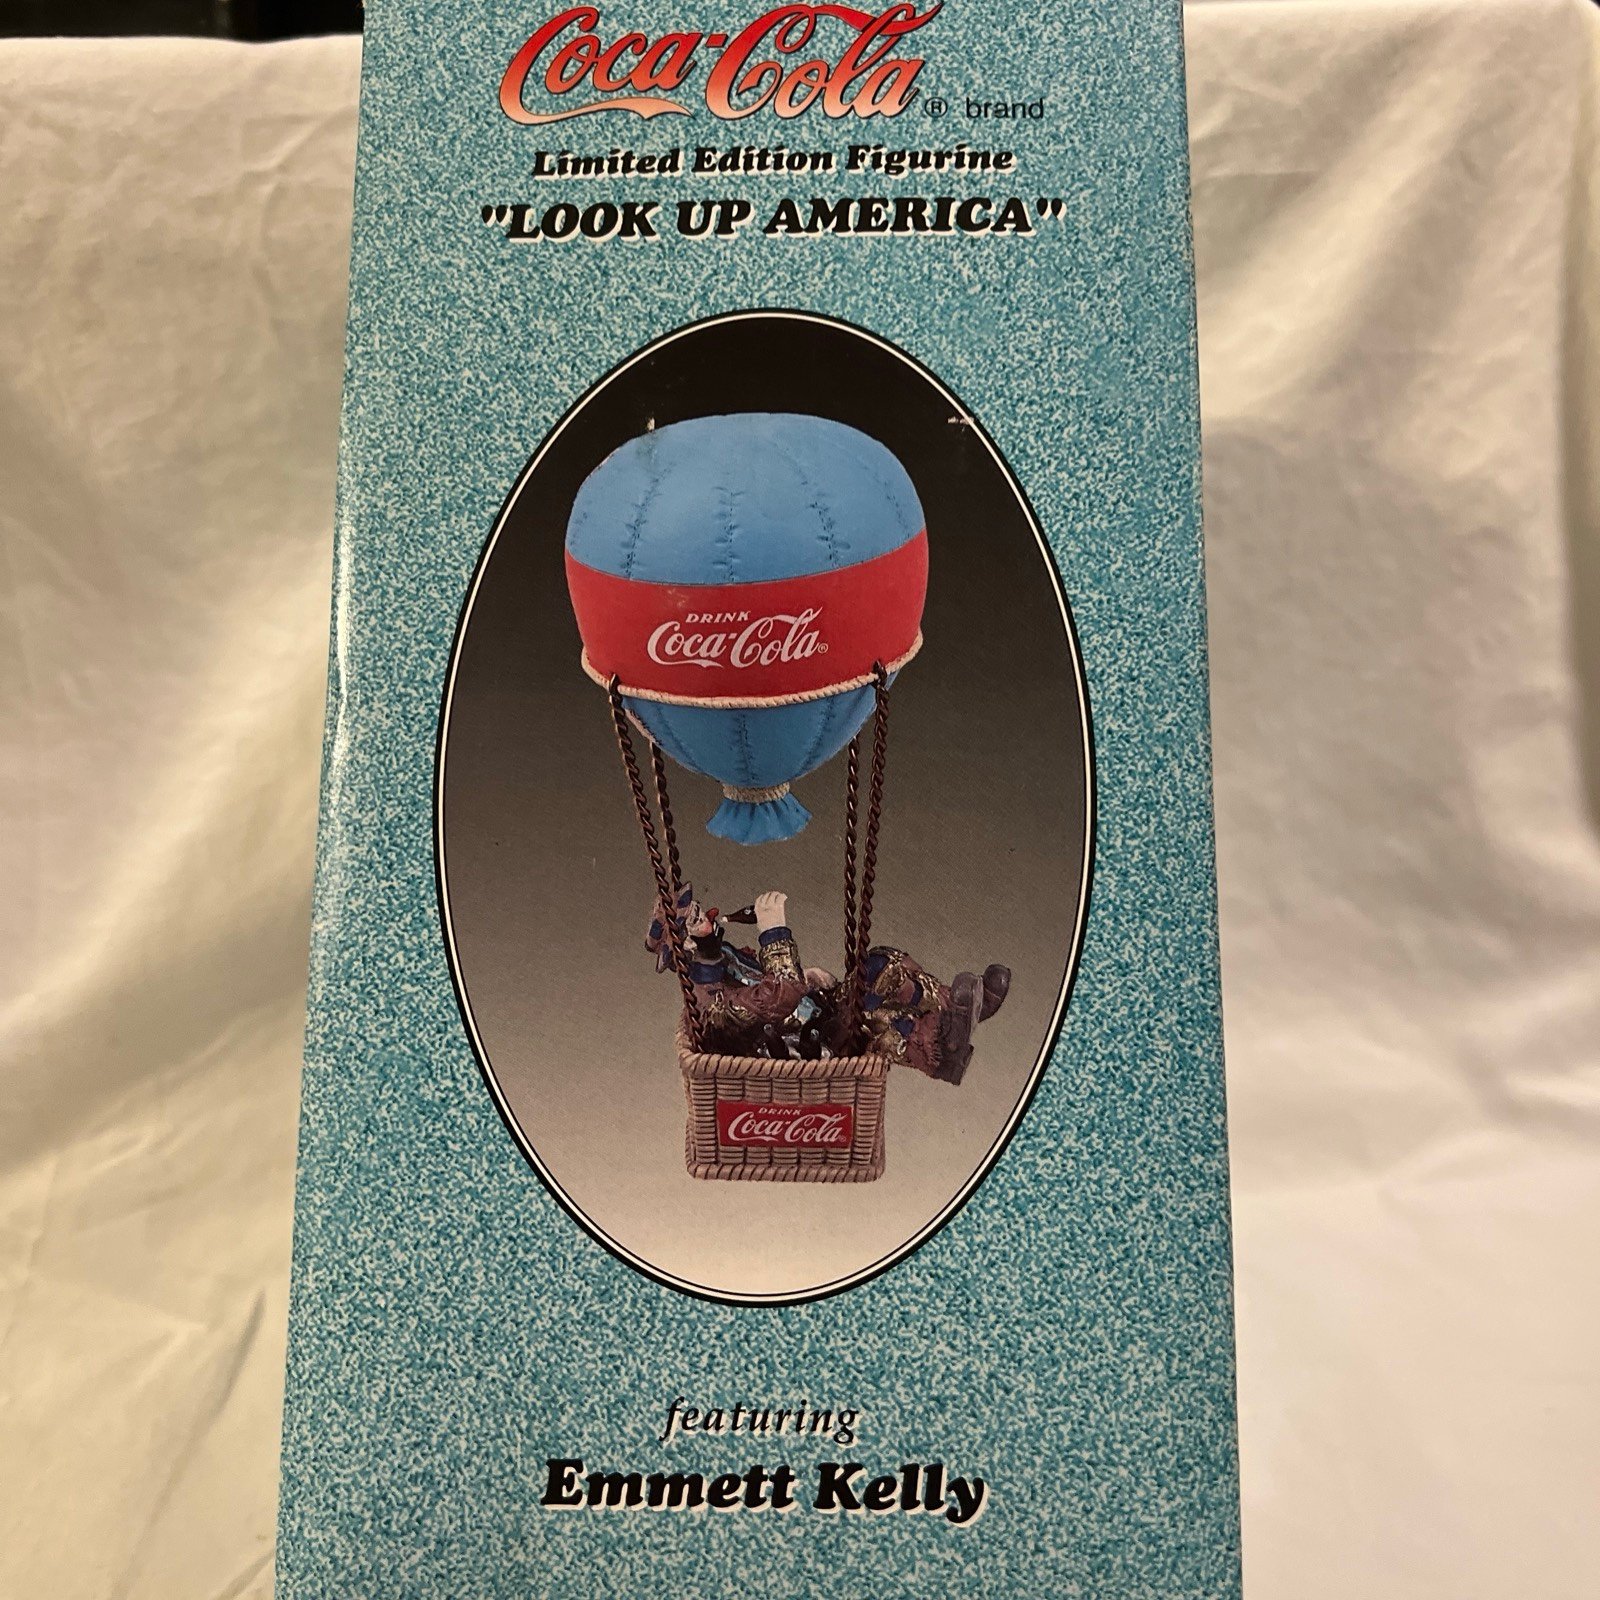 Coca-Cola® brand
Limited Edition Figurine
"LOOK UP AMERICA"
DRINK
Coca-Cola®
DRINK
Coca-Cola®
featuring
Emmett Kelly